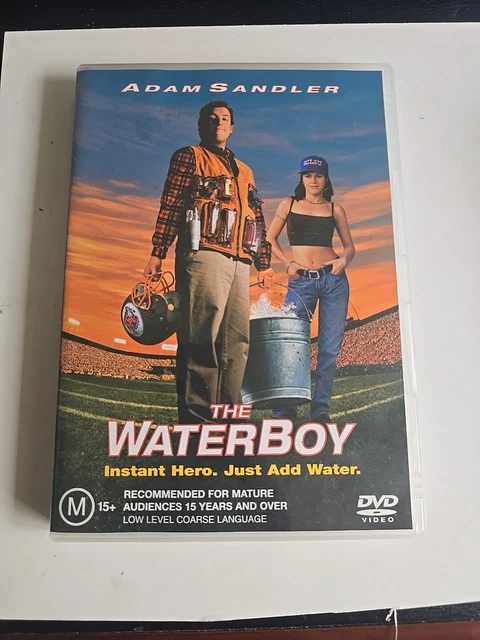 ADAM SANDLER
THE
WATERBOY
Instant Hero. Just Add Water.
M 15+
RECOMMENDED FOR MATURE
AUDIENCES 15 YEARS AND OVER
LOW LEVEL COARSE LANGUAGE
DVD
VIDEO